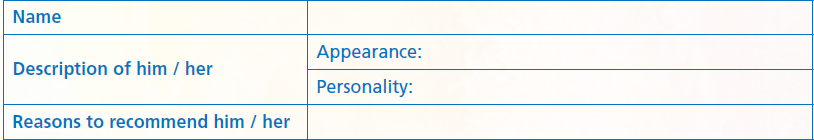 Name
Appearance:
Description of him / her
Personality:
Reasons to recommend him / her